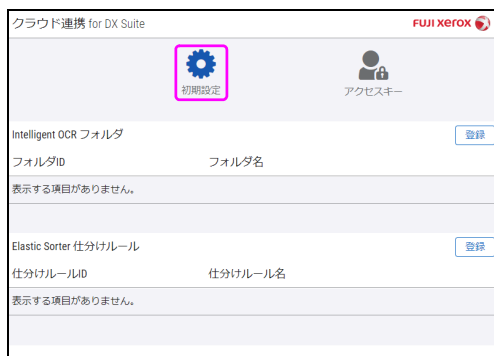 クラウド連携 for DX Suite
FUJI XEROX
初期設定
アクセスキー
Intelligent OCR フォルダ
登録
フォルダID フォルダ名
表示する項目がありません。
Elastic Sorter 仕分けルール
登録
仕分けルールID 仕分けルール名
表示する項目がありません。